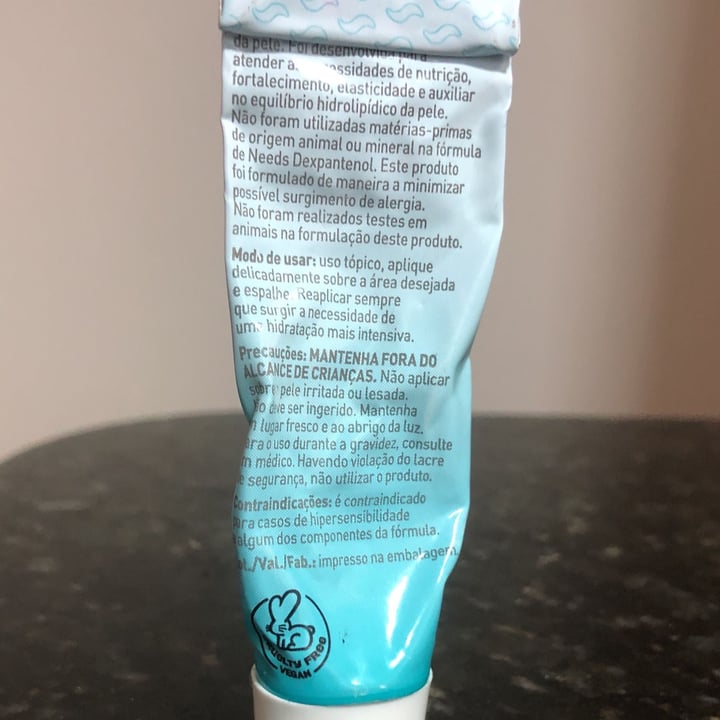 da pele. Foi desenvolvida para
atender a ssidades de nutrição,
fortalecimento, elasticidade e auxiliar
no equilíbrio hidrolipídico da pele.
Não foram utilizadas matérias-primas
de origem animal ou mineral na fórmula
de Needs Dexpantenol. Este produto
foi formulado de maneira a minimizar
possível surgimento de alergia.
Não foram realizados testes em
animais na formulação deste produto.
Modo de usar: uso tópico, aplique
delicadamente sobre a área desejada
e espalhe. Reaplicar sempre
que surgir a necessidade de
uma hidratação mais intensiva.
Precauções: MANTENHA FORA DO
ALCANCE DE CRIANÇAS. Não aplicar
sobre pele irritada ou lesada.
ão deve ser ingerido. Mantenha
lugar fresco e ao abrigo da luz.
ara o uso durante a gravidez, consulte
m médico. Havendo violação do lacre
e segurança, não utilizar o produto.
Contraindicações: é contraindicado
para casos de hipersensibilidade
a algum dos componentes da fórmula.
ot./Val./Fab.: impresso na embalagem.
CRUELTY FREE
VEGAN